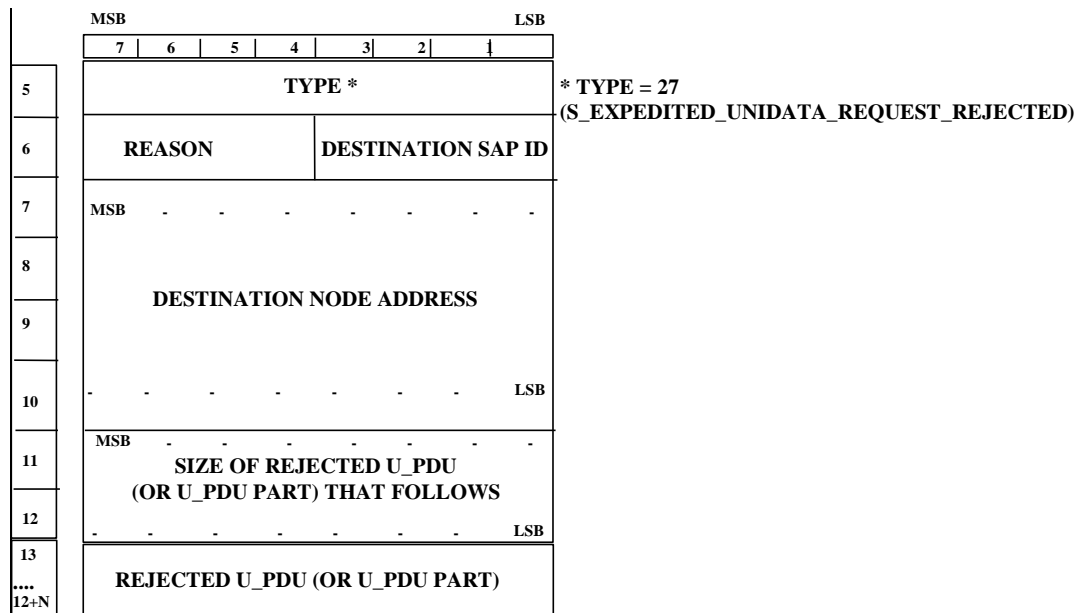 MSB LSB
7 6 5 4 3 2 1
5 TYPE * * TYPE = 27
(S_EXPEDITED_UNIDATA_REQUEST_REJECTED)
6 REASON DESTINATION SAP ID
7 MSB - - - - - - -
8
DESTINATION NODE ADDRESS
9
10 - - - - - - - LSB
MSB - - - - - - -
11 SIZE OF REJECTED U_PDU
(OR U_PDU PART) THAT FOLLOWS
12 - - - - - - - LSB
13
.... REJECTED U_PDU (OR U_PDU PART)
12+N